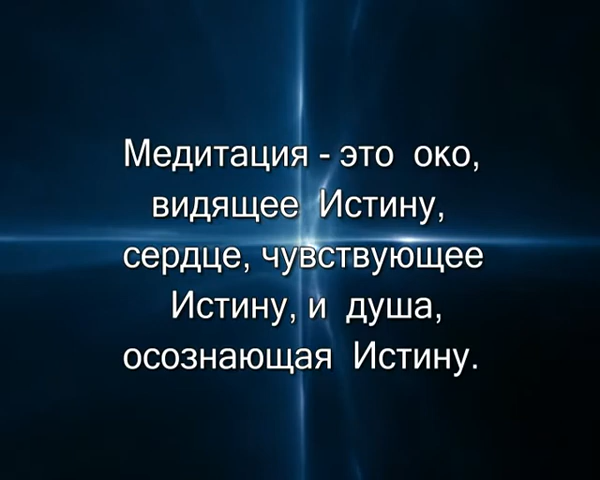 Медитация - это око,
видящее Истину,
сердце, чувствующее
Истину, и душа,
осознающая Истину.